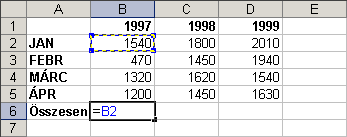 A B C D E
1 1997 1998 1999
2 JAN 1540 1800 2010
3 FEBR 470 1450 1940
4 MÁRC 1320 1620 1540
5 ÁPR 1200 1450 1630
6 Összesen =B2
7